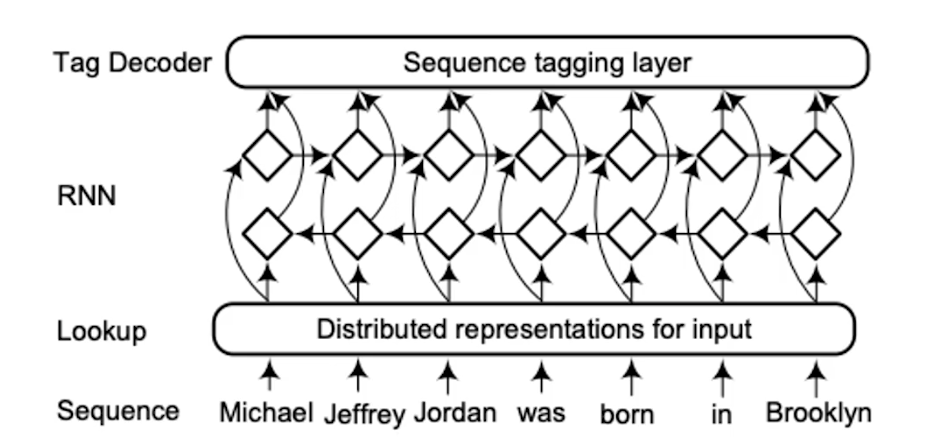 Tag Decoder Sequence tagging layer
RNN
Lookup Distributed representations for input
Sequence Michael Jeffrey Jordan was born in Brooklyn